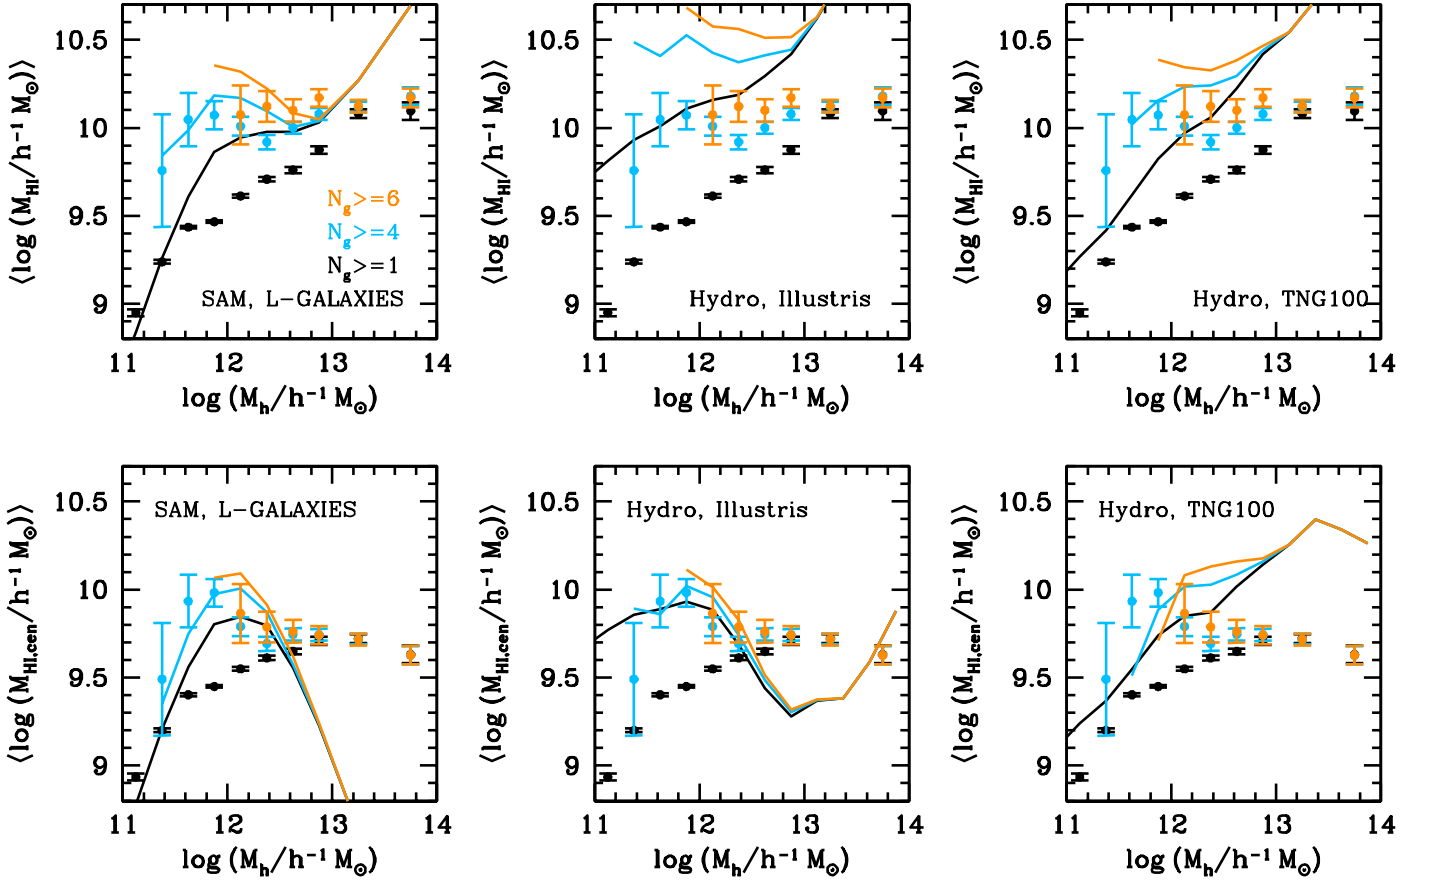 10.5
10
9.5
9
⟨log (M_HI/h⁻¹ M_⊙)⟩
N_g>=6
N_g>=4
N_g>=1
SAM, L-GALAXIES
11 12 13 14
log (M_h/h⁻¹ M_⊙)
10.5
10
9.5
9
⟨log (M_HI/h⁻¹ M_⊙)⟩
Hydro, Illustris
11 12 13 14
log (M_h/h⁻¹ M_⊙)
10.5
10
9.5
9
⟨log (M_HI/h⁻¹ M_⊙)⟩
Hydro, TNG100
11 12 13 14
log (M_h/h⁻¹ M_⊙)
SAM, L-GALAXIES
10.5
10
9.5
9
⟨log (M_HI,cen/h⁻¹ M_⊙)⟩
11 12 13 14
log (M_h/h⁻¹ M_⊙)
Hydro, Illustris
10.5
10
9.5
9
⟨log (M_HI,cen/h⁻¹ M_⊙)⟩
11 12 13 14
log (M_h/h⁻¹ M_⊙)
Hydro, TNG100
10.5
10
9.5
9
⟨log (M_HI,cen/h⁻¹ M_⊙)⟩
11 12 13 14
log (M_h/h⁻¹ M_⊙)